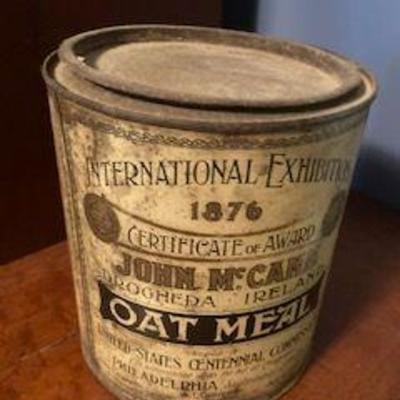 INTERNATIONAL EXHIBITION
1876
CERTIFICATE OF AWARD
JOHN McCANN
DROGHEDA IRELAND
OAT MEAL
UNITED STATES CENTENNIAL COMMISSION
PHILADELPHIA